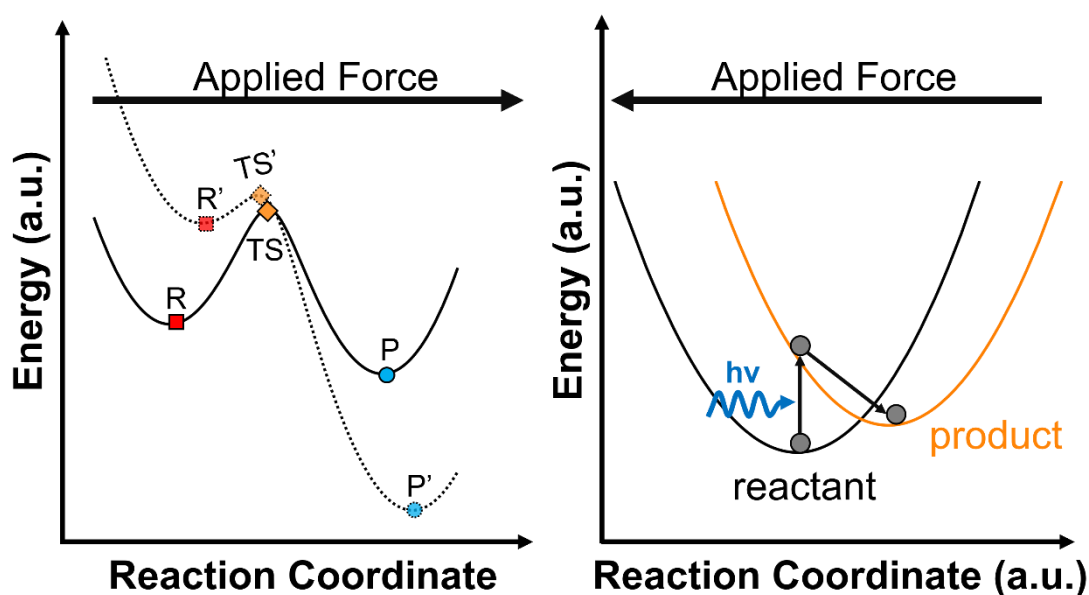 Applied Force
TS’
R’
TS
R
P
P’
Energy (a.u.)
Reaction Coordinate
Applied Force
hν
product
reactant
Energy (a.u.)
Reaction Coordinate (a.u.)